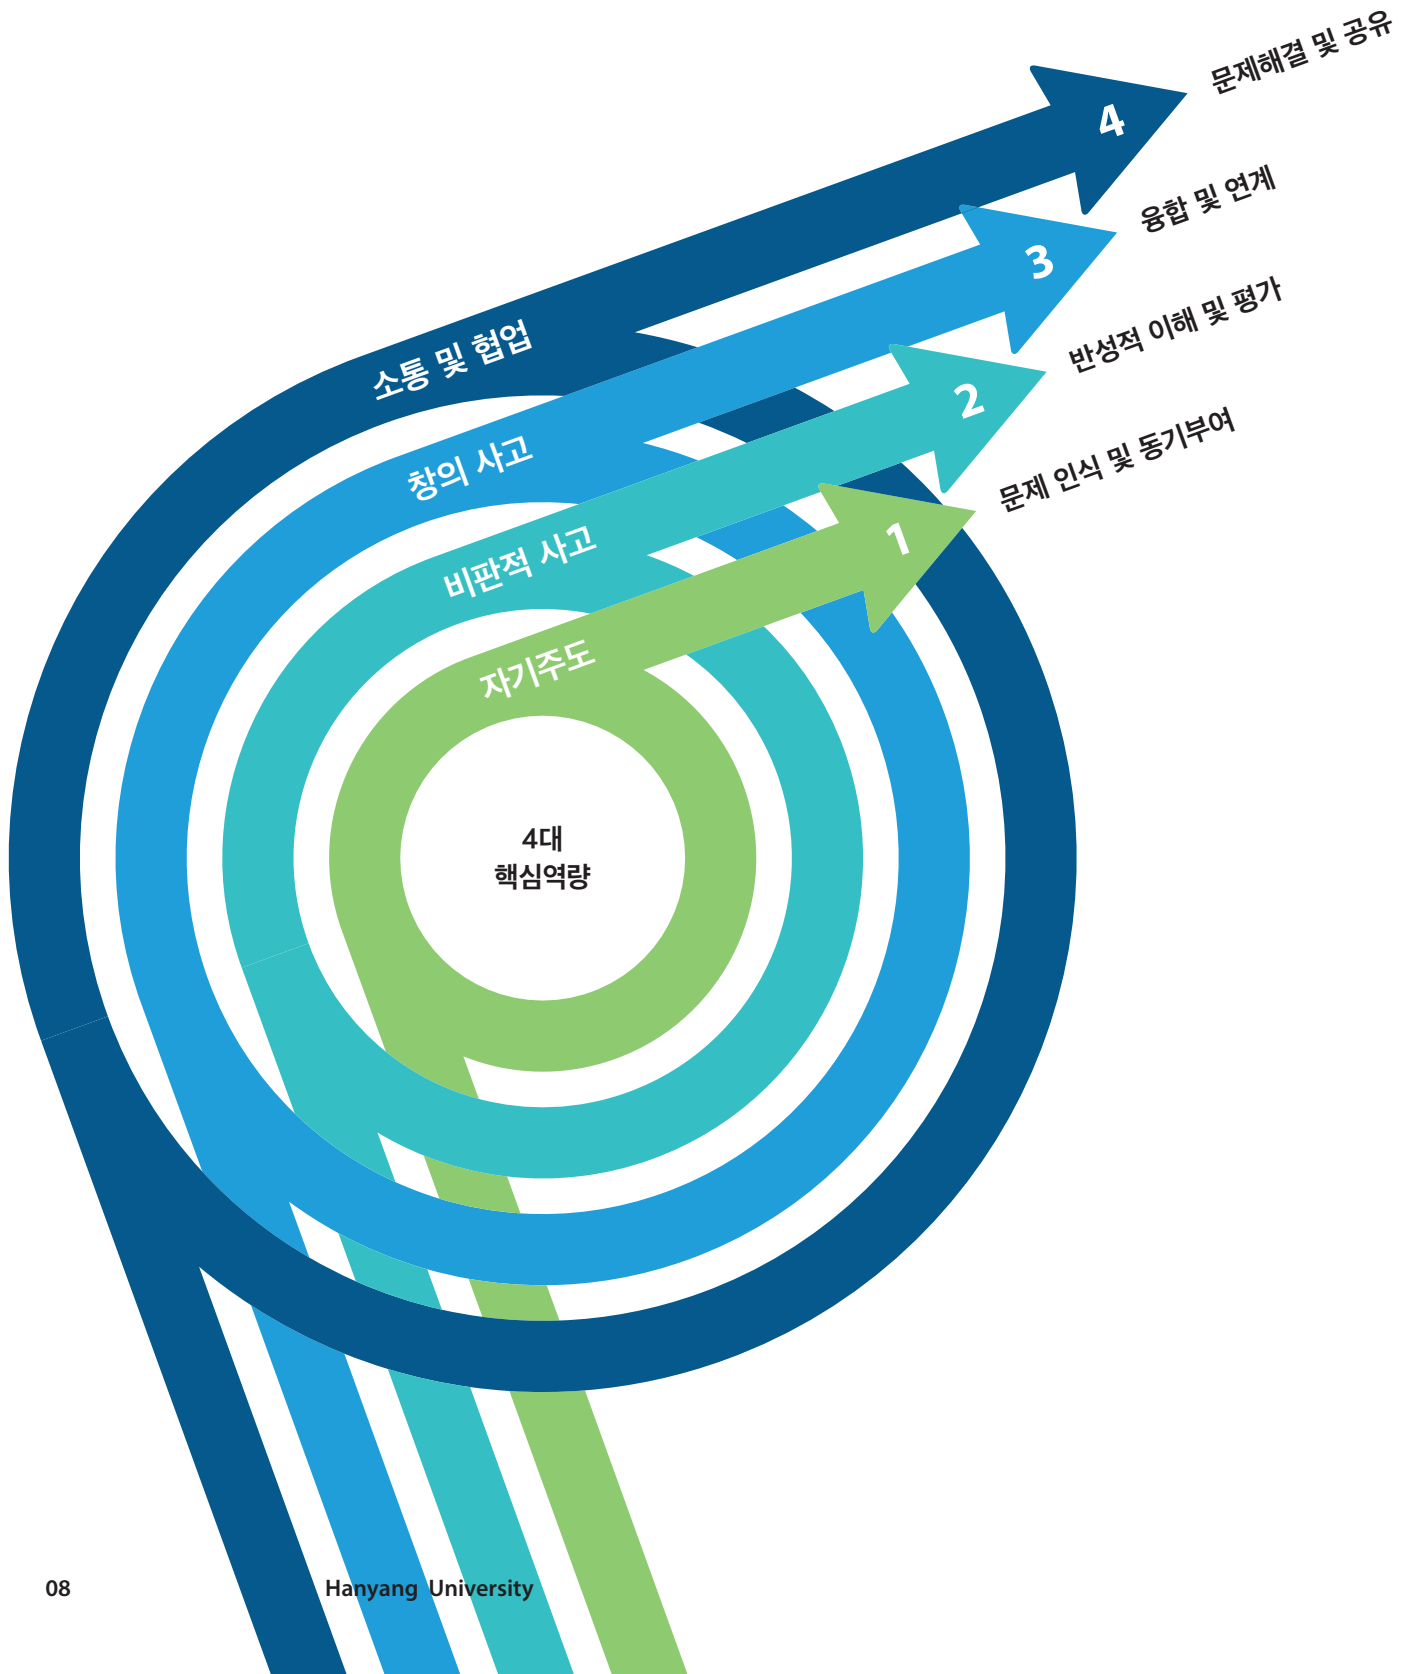 4
문제해결 및 공유
3
융합 및 연계
2
반성적 이해 및 평가
1
문제 인식 및 동기부여
소통 및 협업
창의 사고
비판적 사고
자기주도
4대
핵심역량
08
Hanyang University